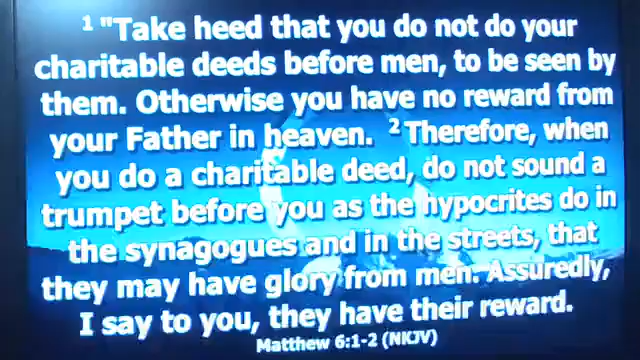 1 "Take heed that you do not do your
charitable deeds before men, to be seen by
them. Otherwise you have no reward from
your Father in heaven. 2 Therefore, when
you do a charitable deed, do not sound a
trumpet before you as the hypocrites do in
the synagogues and in the streets, that
they may have glory from men. Assuredly,
I say to you, they have their reward.
Matthew 6:1-2 (NKJV)